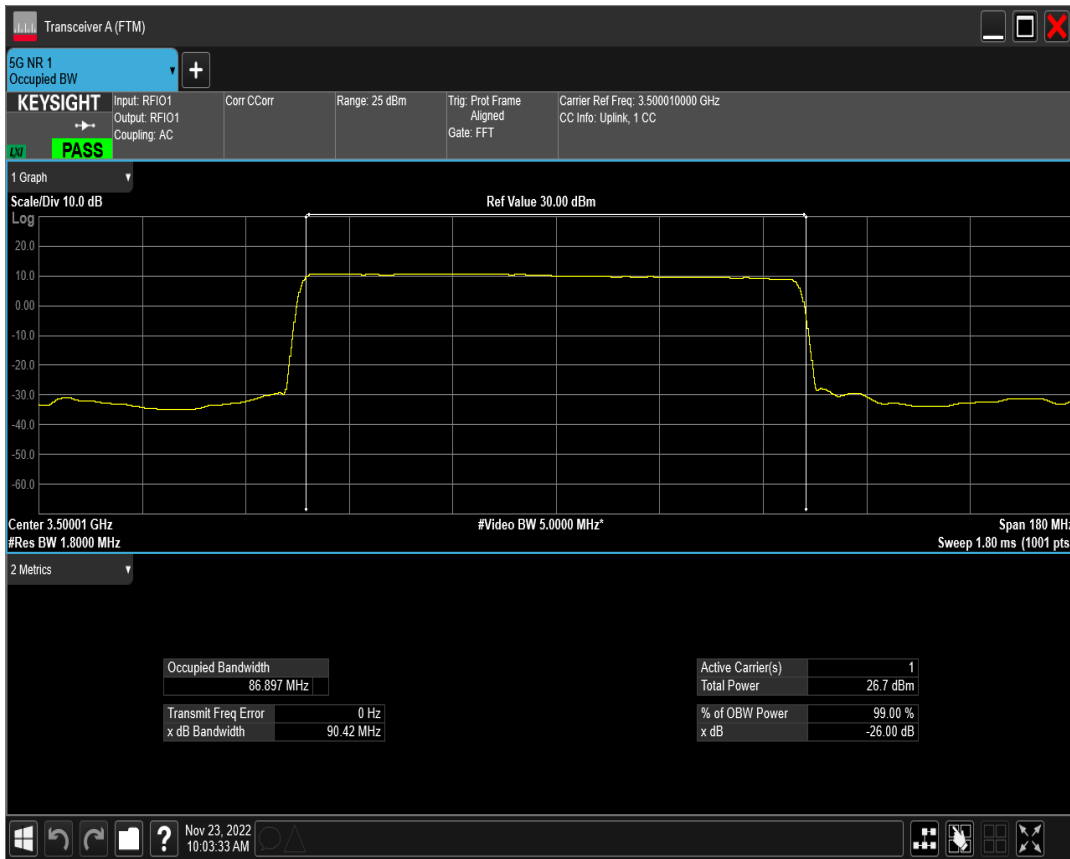 Transceiver A (FTM)
5G NR 1
Occupied BW
+
KEYSIGHT
LXI
PASS
Input: RFIO1
Output: RFIO1
Coupling: AC
Corr CCorr
Range: 25 dBm
Trig: Prot Frame
Aligned
Gate: FFT
Carrier Ref Freq: 3.500010000 GHz
CC Info: Uplink, 1 CC
1 Graph
Scale/Div 10.0 dB
Ref Value 30.00 dBm
Log
20.0
10.0
0.00
-10.0
-20.0
-30.0
-40.0
-50.0
-60.0
Center 3.50001 GHz
#Video BW 5.0000 MHz*
Span 180 MHz
#Res BW 1.8000 MHz
Sweep 1.80 ms (1001 pts
2 Metrics
Occupied Bandwidth
86.897 MHz
Transmit Freq Error 0 Hz
x dB Bandwidth 90.42 MHz
Active Carrier(s) 1
Total Power 26.7 dBm
% of OBW Power 99.00 %
x dB -26.00 dB
?
Nov 23, 2022
10:03:33 AM